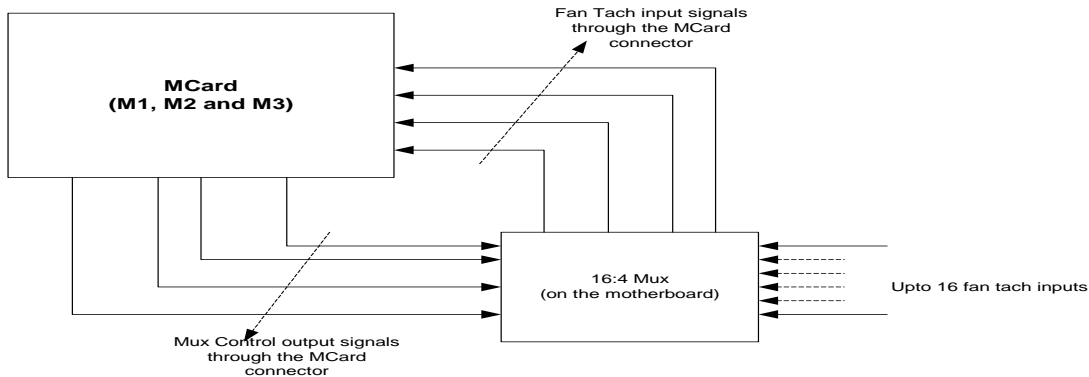 Fan Tach input signals
through the MCard
connector
MCard
(M1, M2 and M3)
16:4 Mux
(on the motherboard)
Upto 16 fan tach inputs
Mux Control output signals
through the MCard
connector